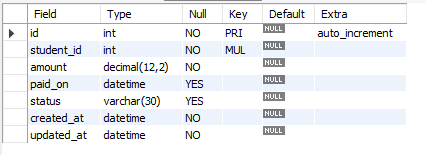 Field Type Null Key Default Extra
id int NO PRI NULL auto_increment
student_id int NO MUL NULL
amount decimal(12,2) NO NULL
paid_on datetime YES NULL
status varchar(30) YES NULL
created_at datetime NO NULL
updated_at datetime NO NULL